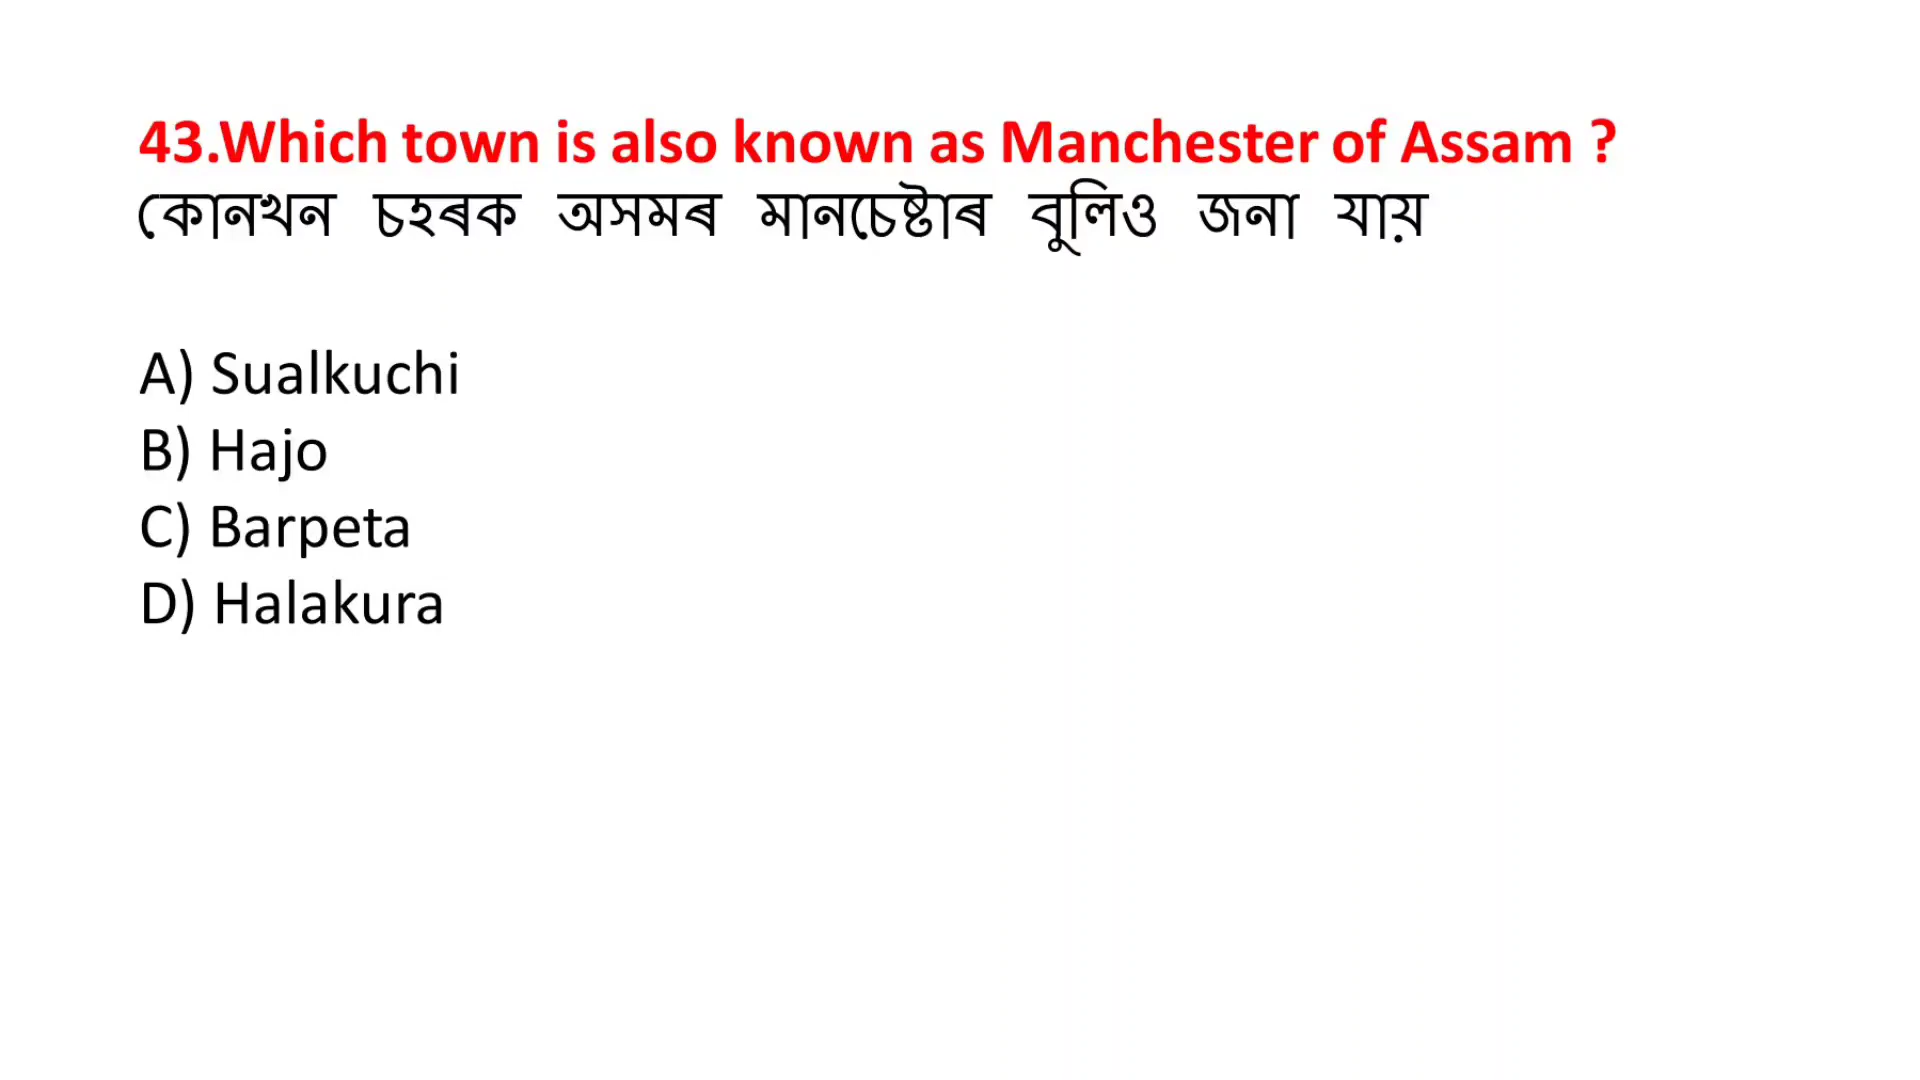 43.Which town is also known as Manchester of Assam ?
কোনখন চহৰক অসমৰ মানচেষ্টাৰ বুলিও জনা যায়
A) Sualkuchi
B) Hajo
C) Barpeta
D) Halakura